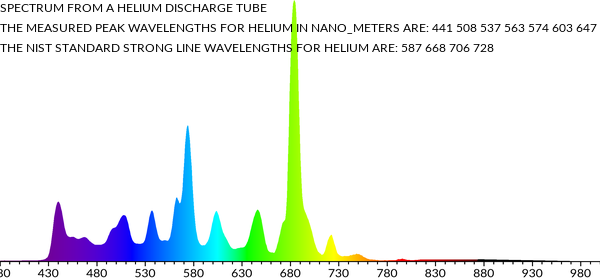 SPECTRUM FROM A HELIUM DISCHARGE TUBE
THE MEASURED PEAK WAVELENGTHS FOR HELIUM IN NANO_METERS ARE: 441 508 537 563 574 603 647
THE NIST STANDARD STRONG LINE WAVELENGTHS FOR HELIUM ARE: 587 668 706 728
80 430 480 530 580 630 680 730 780 830 880 930 980